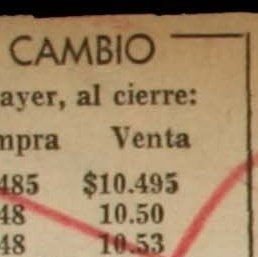 CAMBIO
ayer, al cierre:
mpra Venta
485 $10.495
48 10.50
48 10.53